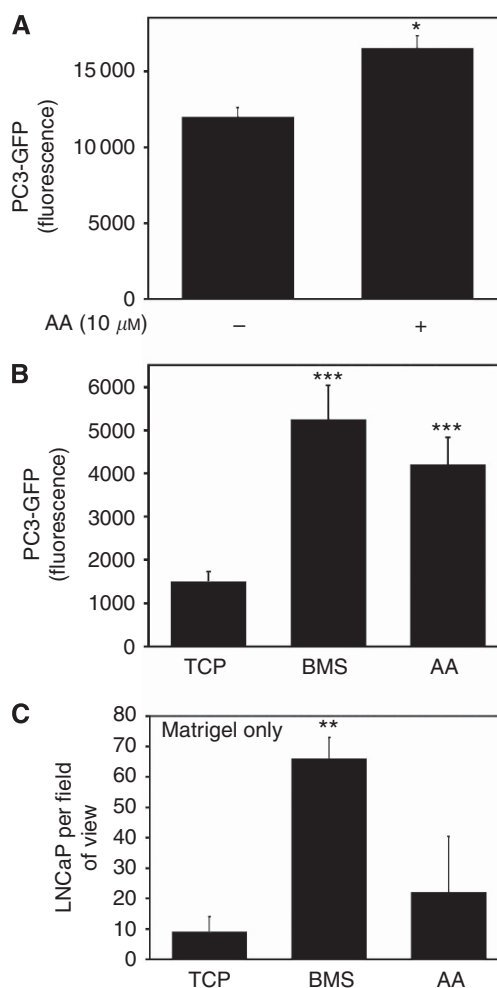 A
*
15 000
10 000
5000
0
PC3-GFP
(fluorescence)
AA (10 μM)
–
+
B
6000
5000
4000
3000
2000
1000
0
PC3-GFP
(fluorescence)
***
***
TCP
BMS
AA
C
80
70
60
50
40
30
20
10
0
Matrigel only
**
LNCaP per field
of view
TCP
BMS
AA